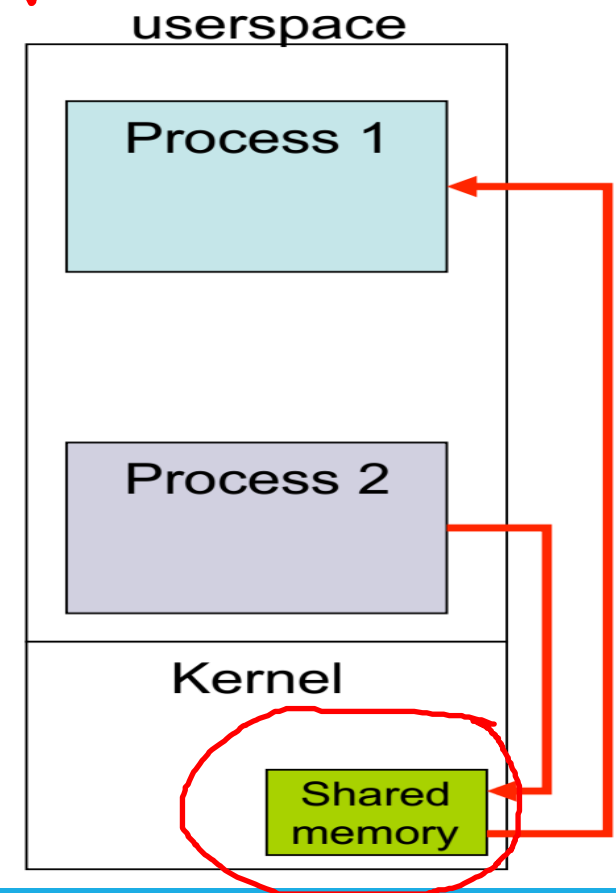 userspace
Process 1
Process 2
Kernel
Shared
memory